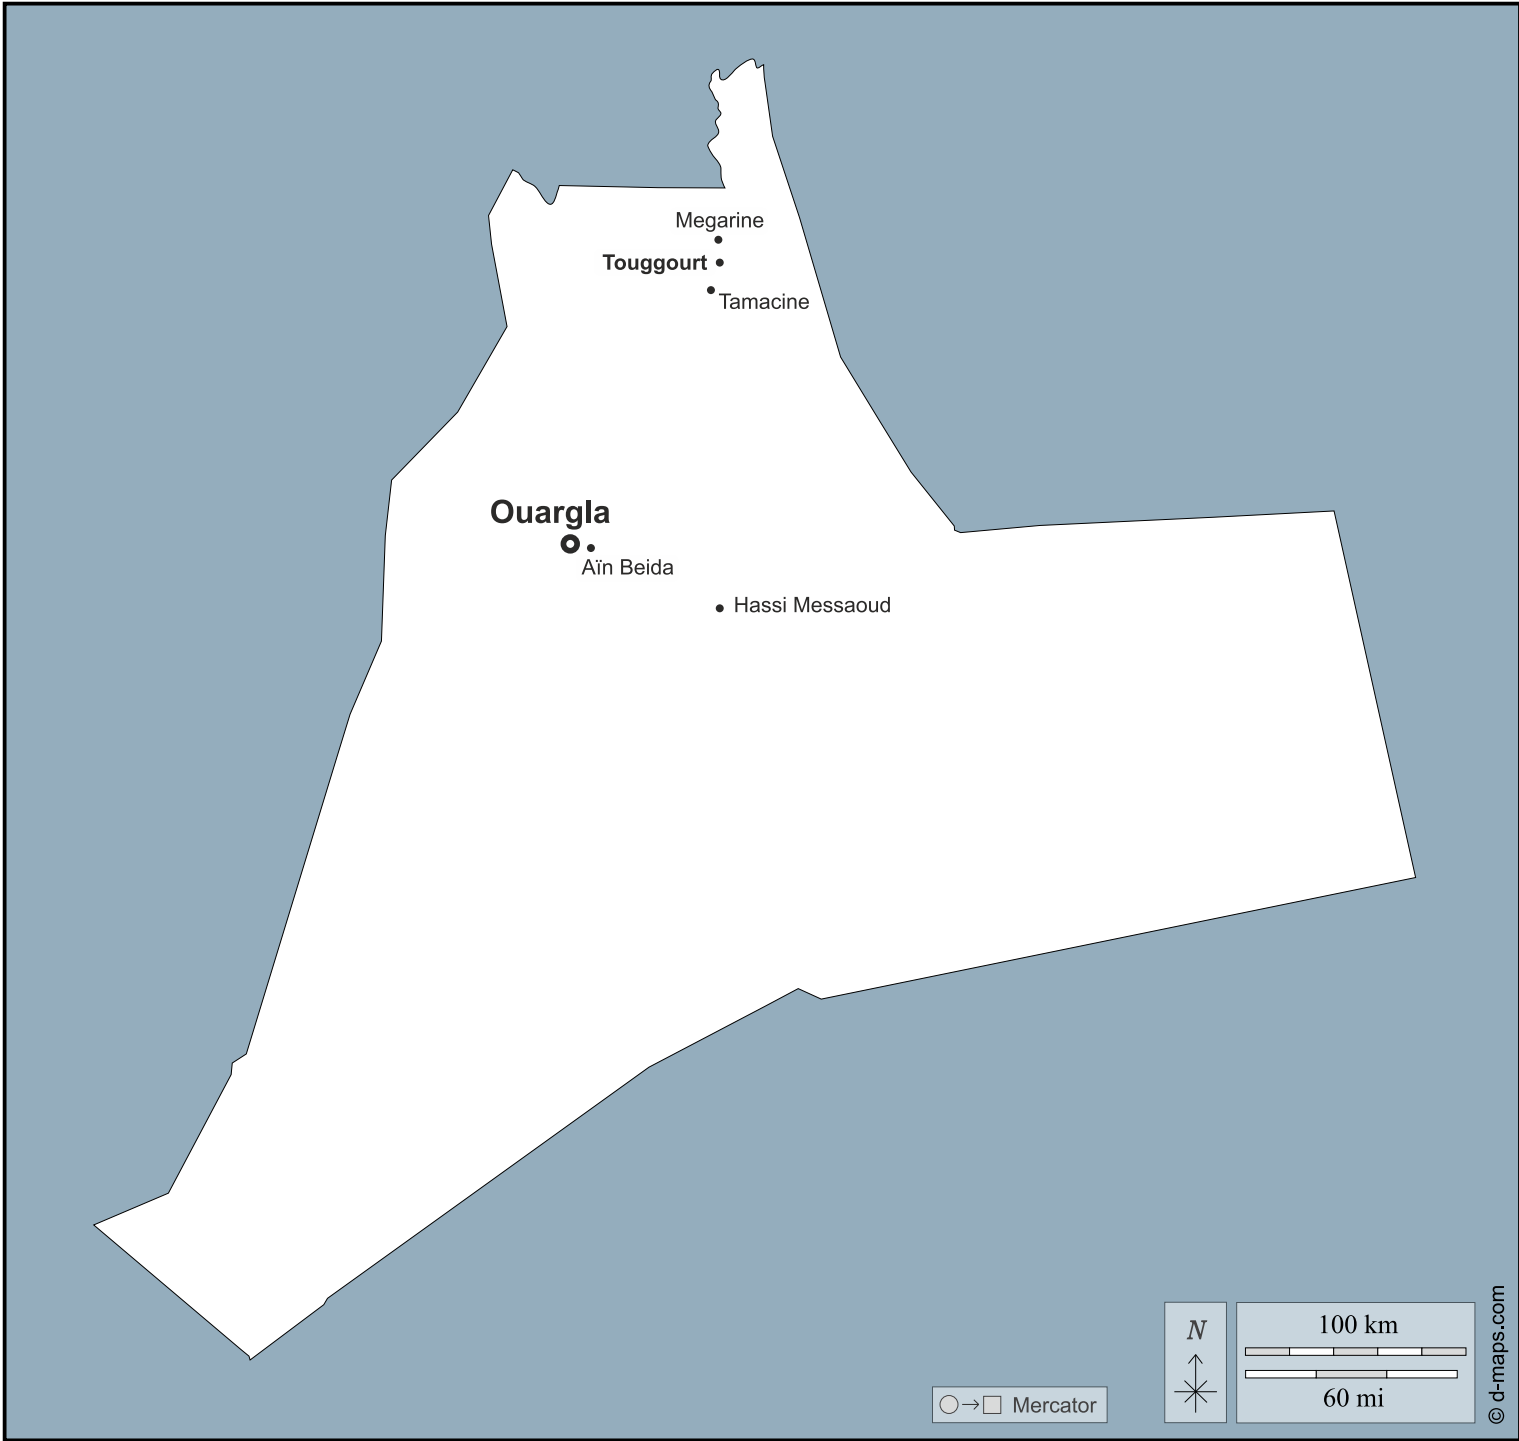 Megarine
Touggourt
Tamacine
Ouargla
Aïn Beida
Hassi Messaoud
N
100 km
60 mi
Mercator
© d-maps.com